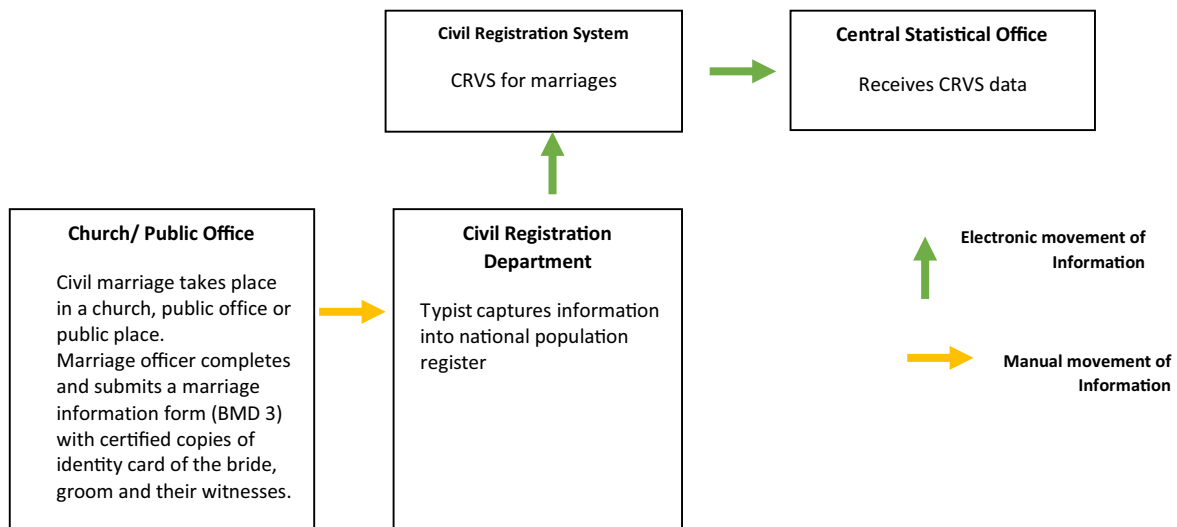 Civil Registration System
CRVS for marriages
Central Statistical Office
Receives CRVS data
Church/ Public Office
Civil marriage takes place
in a church, public office or
public place.
Marriage officer completes
and submits a marriage
information form (BMD 3)
with certified copies of
identity card of the bride,
groom and their witnesses.
Civil Registration
Department
Typist captures information
into national population
register
Electronic movement of
Information
Manual movement of
Information